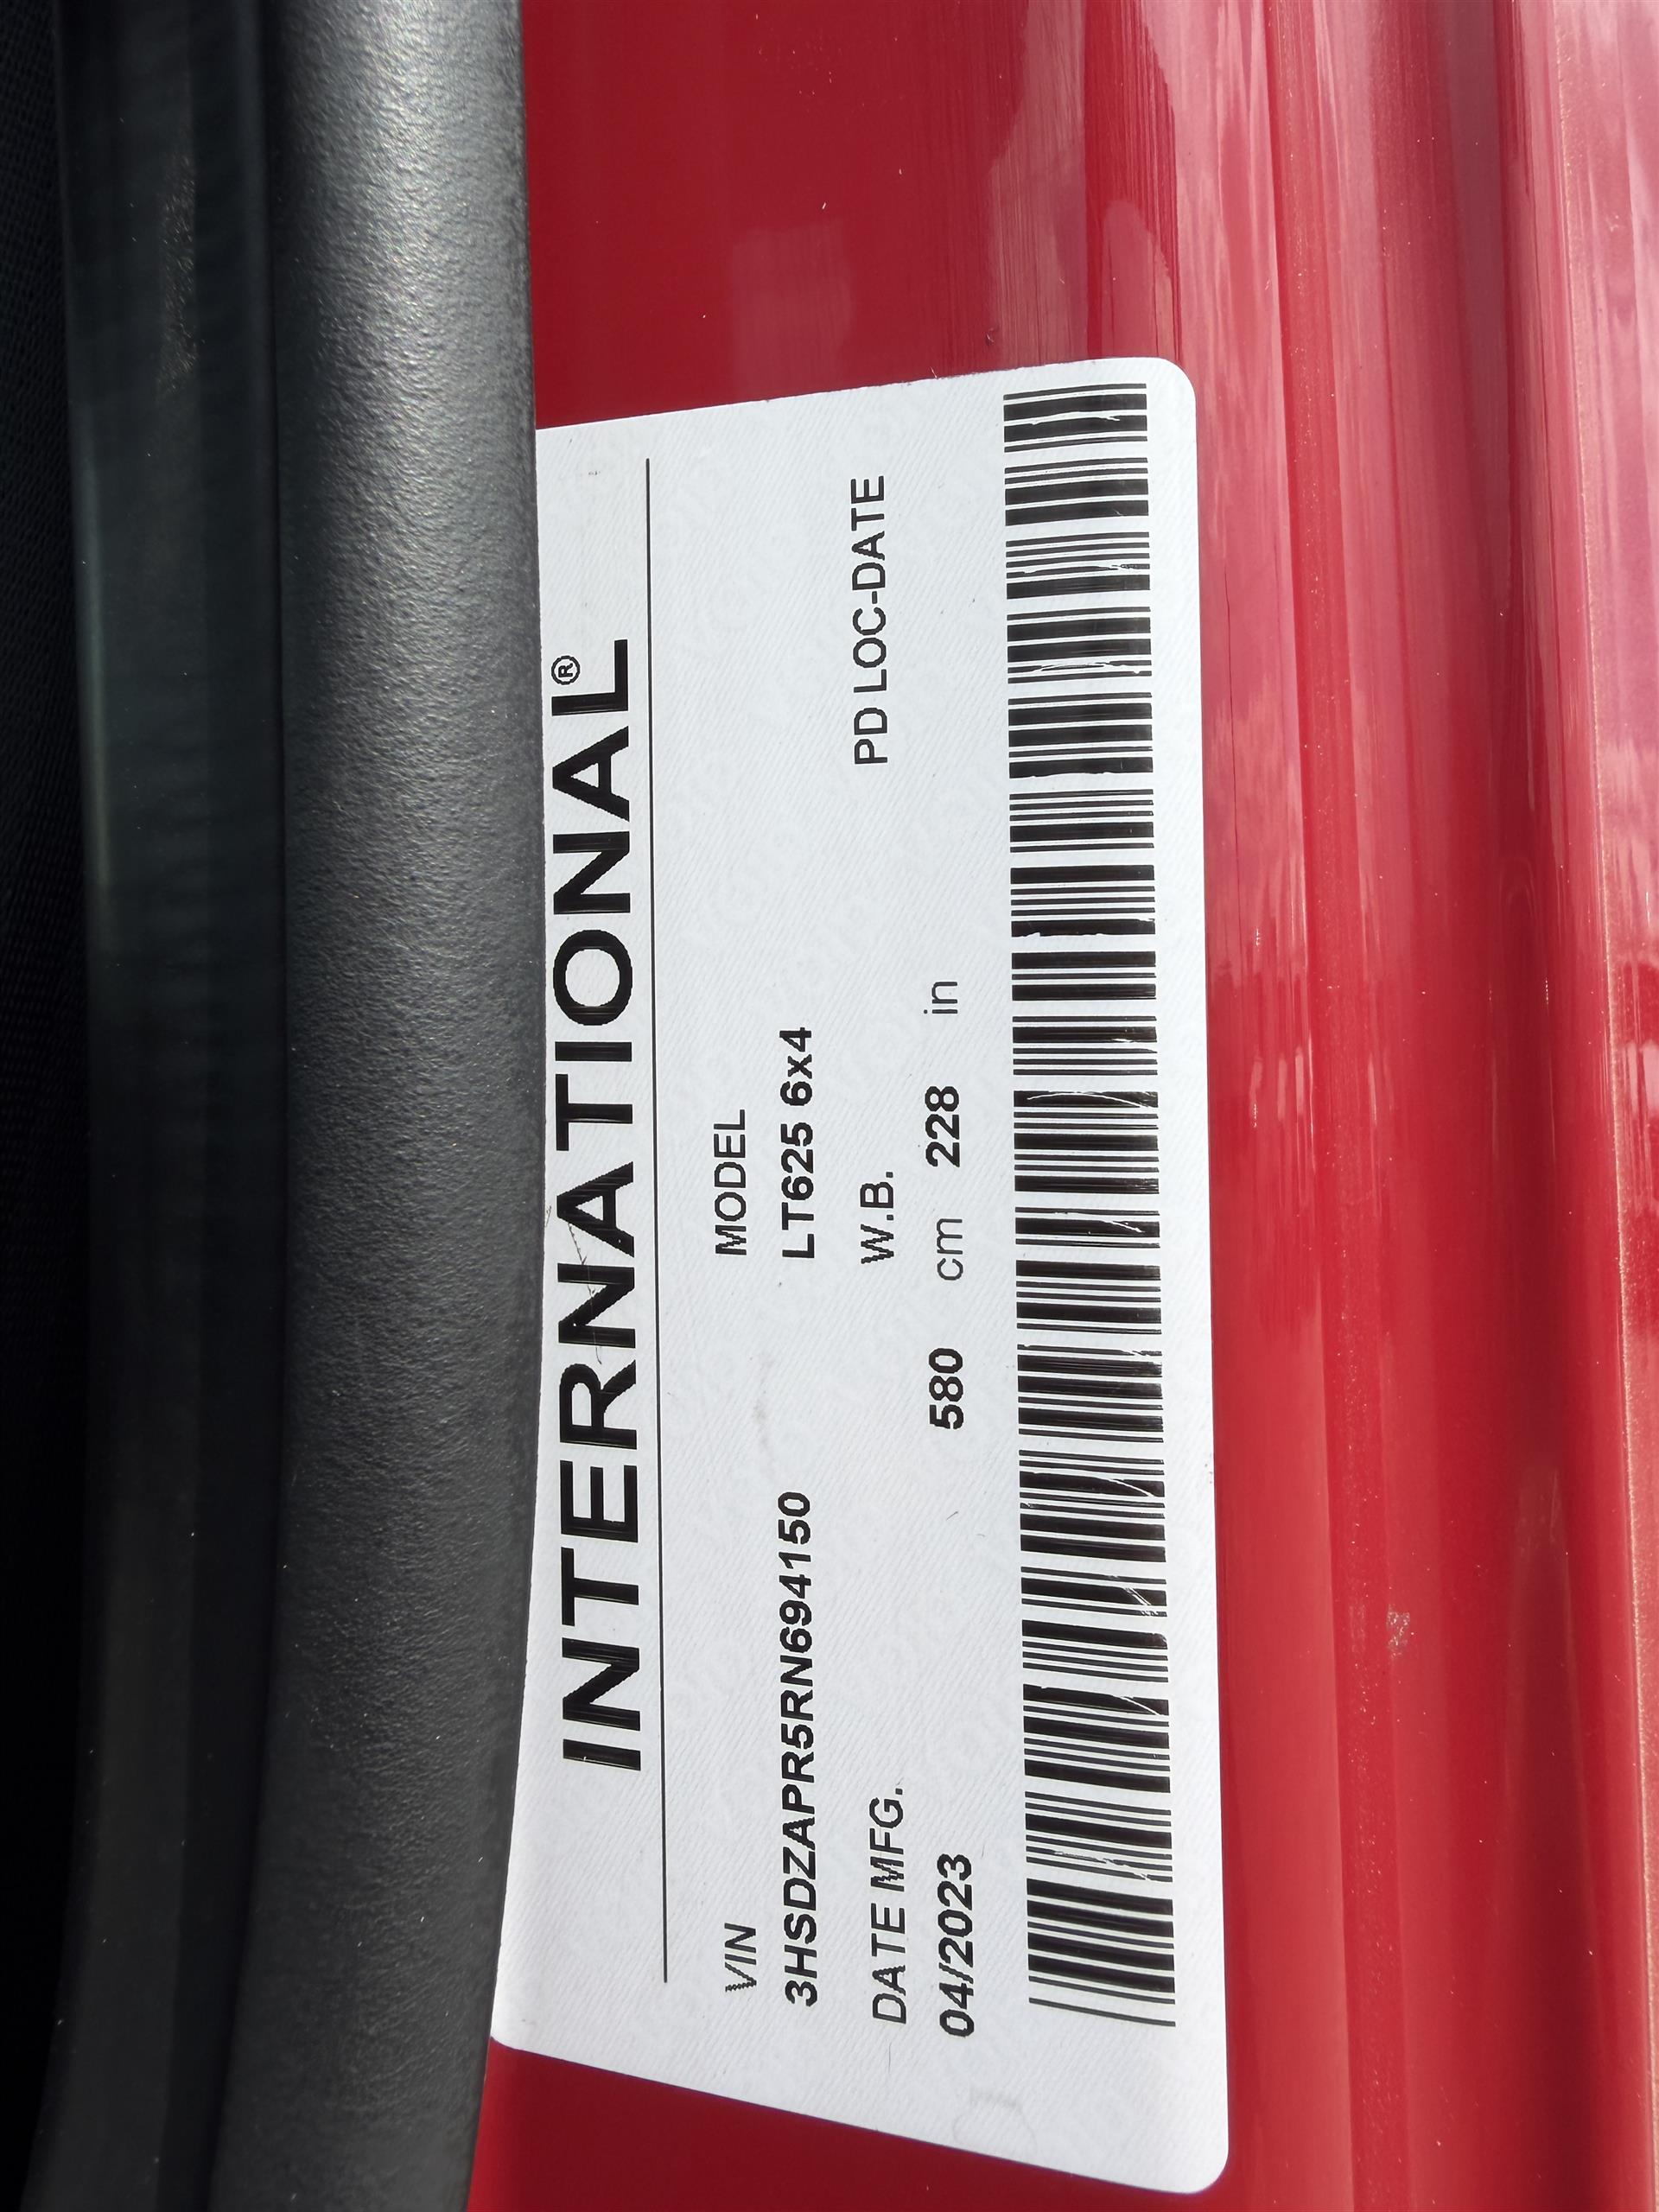 INTERNATIONAL®
VIN MODEL
3HSDZAPR5RN694150 LT625 6x4
DATE MFG. W.B. PD LOC-DATE
04/2023 580 cm 228 in